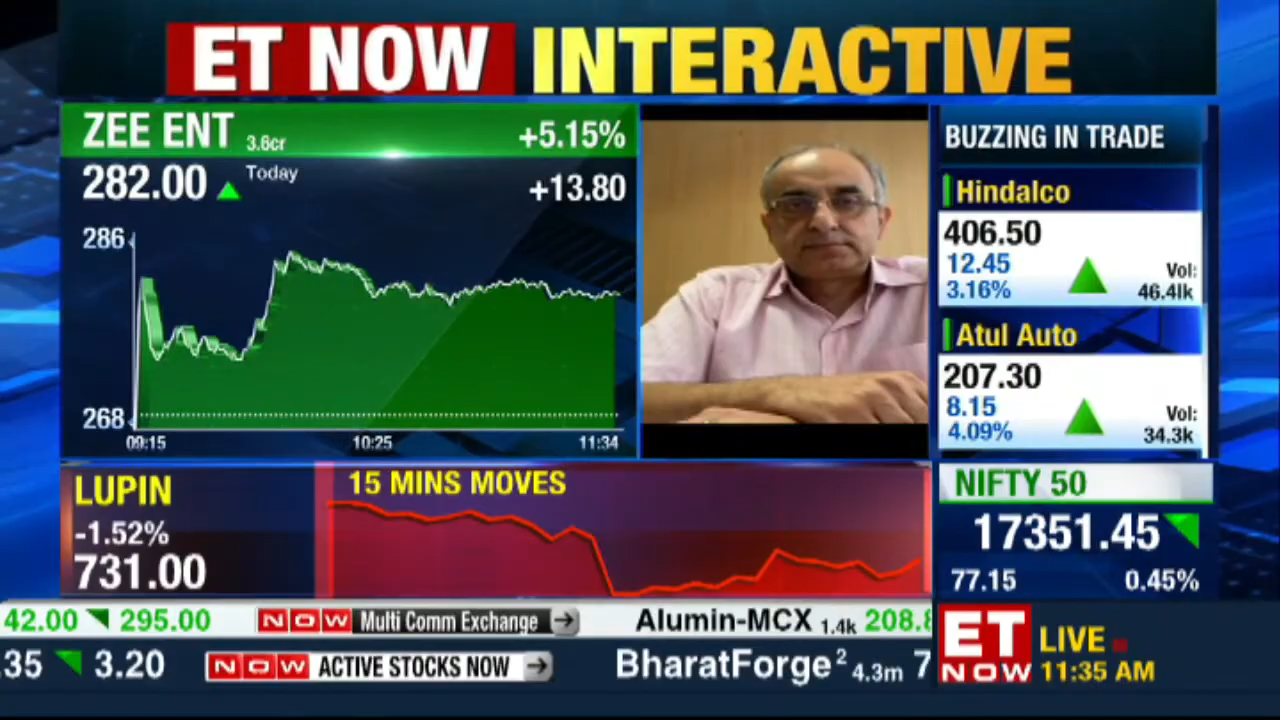 ET NOW INTERACTIVE
ZEE ENT 3.6cr +5.15%
282.00 Today +13.80
286
268
09:15 10:25 11:34
BUZZING IN TRADE
Hindalco
406.50
12.45
3.16%
Vol:
46.41k
Atul Auto
207.30
8.15
4.09%
Vol:
34.3k
LUPIN
-1.52%
731.00
15 MINS MOVES
NIFTY 50
17351.45
77.15 0.45%
42.00 295.00 NOW Multi Comm Exchange Alumin-MCX 1.4k 208.8
.35 3.20 NOW ACTIVE STOCKS NOW BharatForge² 4.3m 7
ET NOW
LIVE
11:35 AM